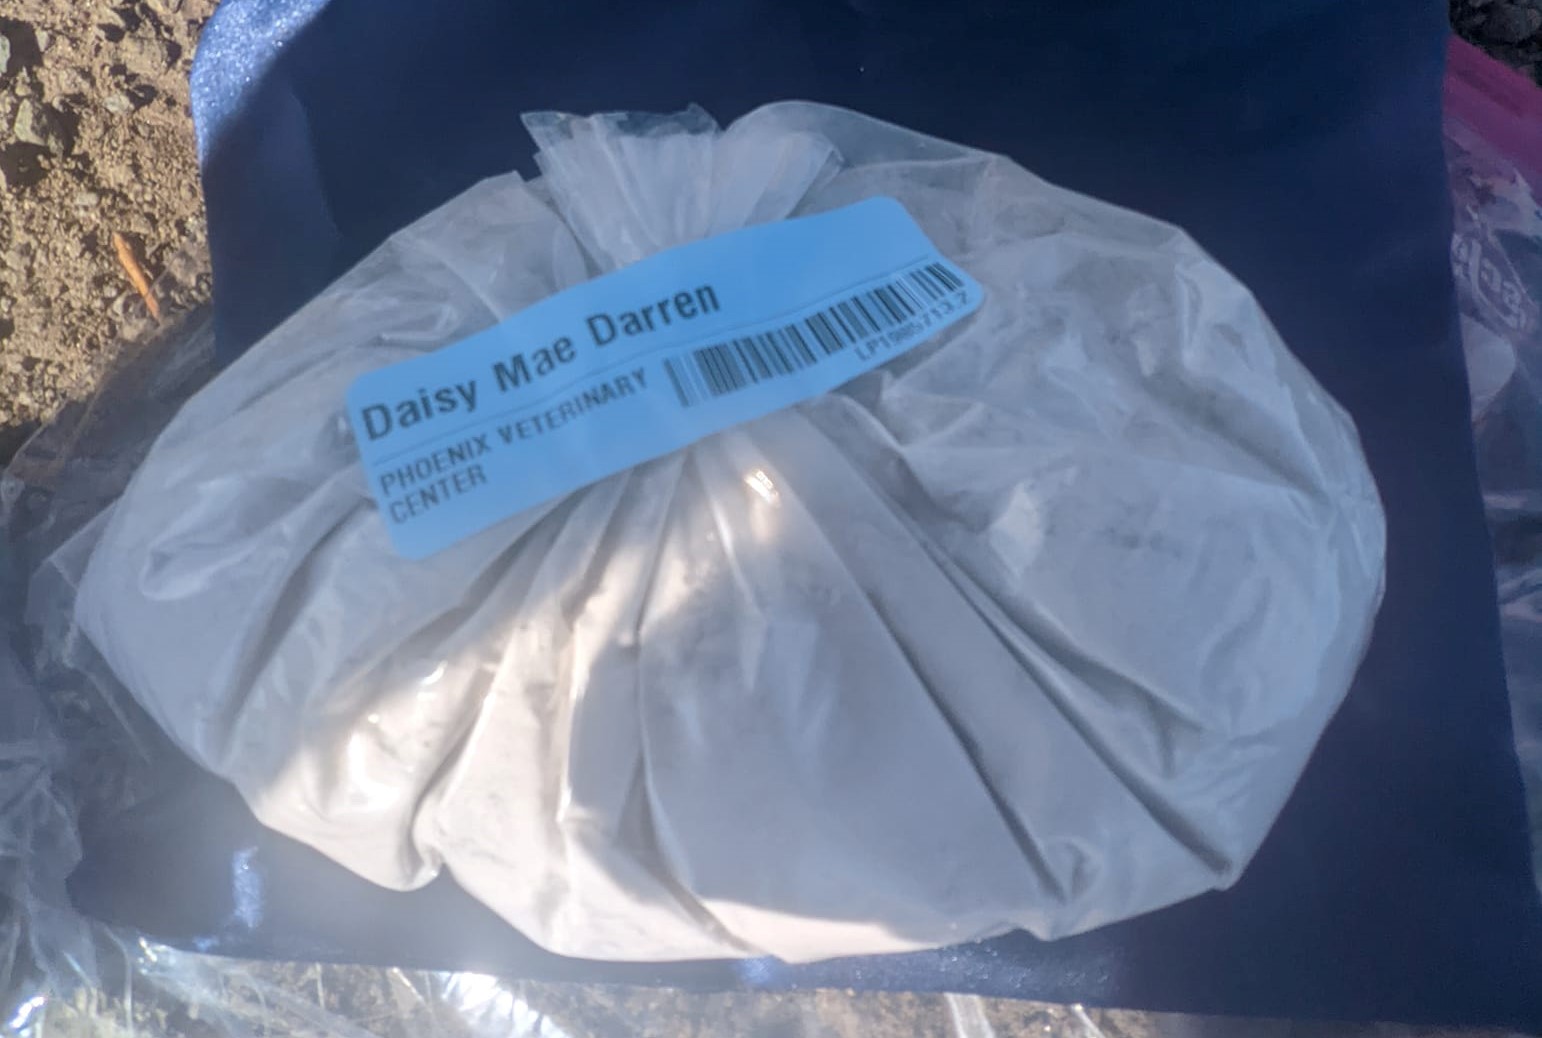 Daisy Mae Darren
PHOENIX VETERINARY
CENTER